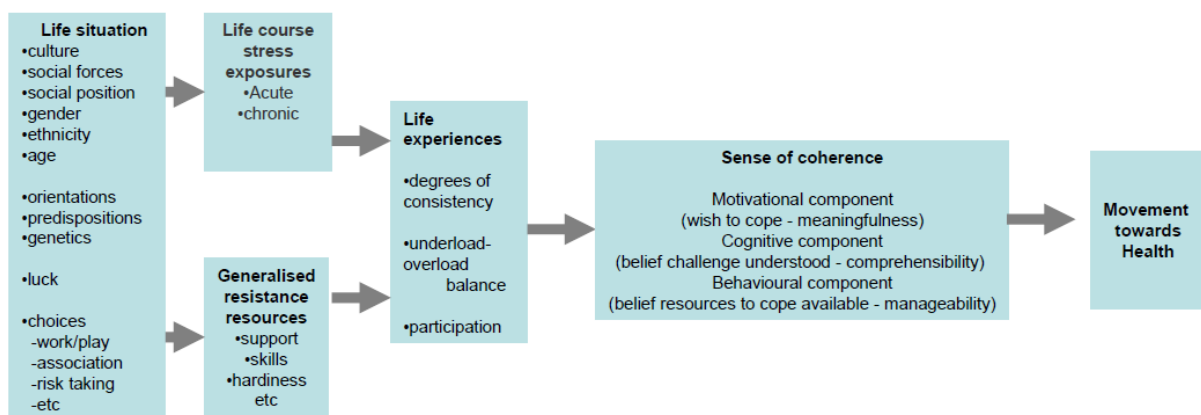 Life situation
•culture
•social forces
•social position
•gender
•ethnicity
•age
•orientations
•predispositions
•genetics
•luck
•choices
-work/play
-association
-risk taking
-etc
Life course
stress
exposures
•Acute
•chronic
Generalised
resistance
resources
•support
•skills
•hardiness
etc
Life
experiences
•degrees of
consistency
•underload-
overload
balance
•participation
Sense of coherence
Motivational component
(wish to cope - meaningfulness)
Cognitive component
(belief challenge understood - comprehensibility)
Behavioural component
(belief resources to cope available - manageability)
Movement
towards
Health